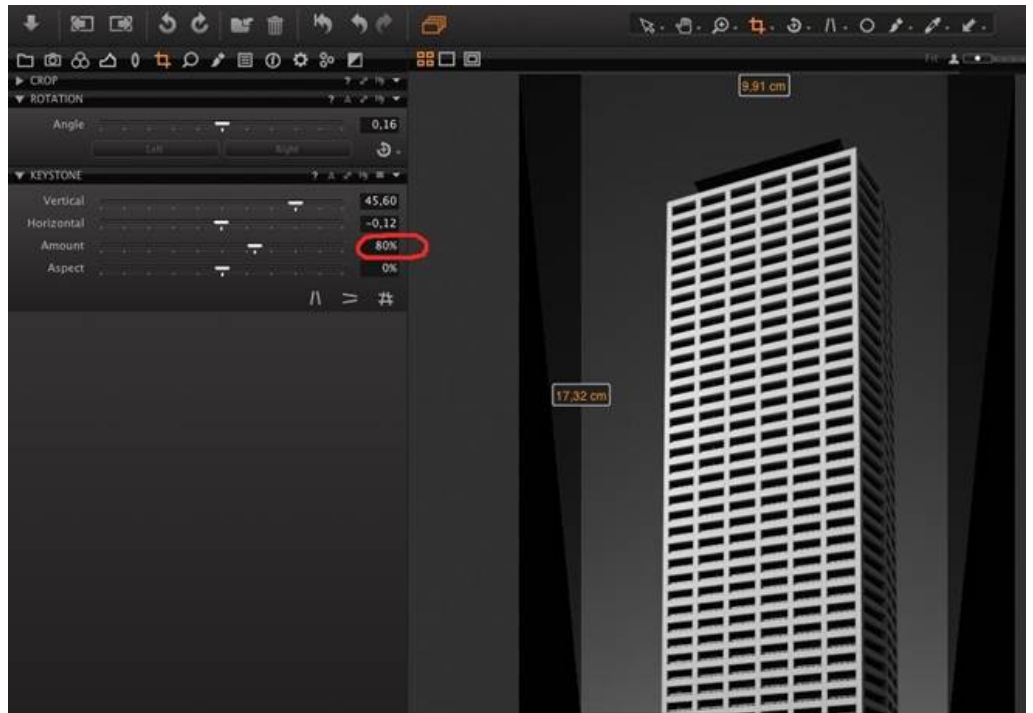 Fit
CROP ?
ROTATION ? A
Angle 0,16
Left Right
KEYSTONE ? A
Vertical 45,60
Horizontal -0,12
Amount 80%
Aspect 0%
9,91 cm
17,32 cm